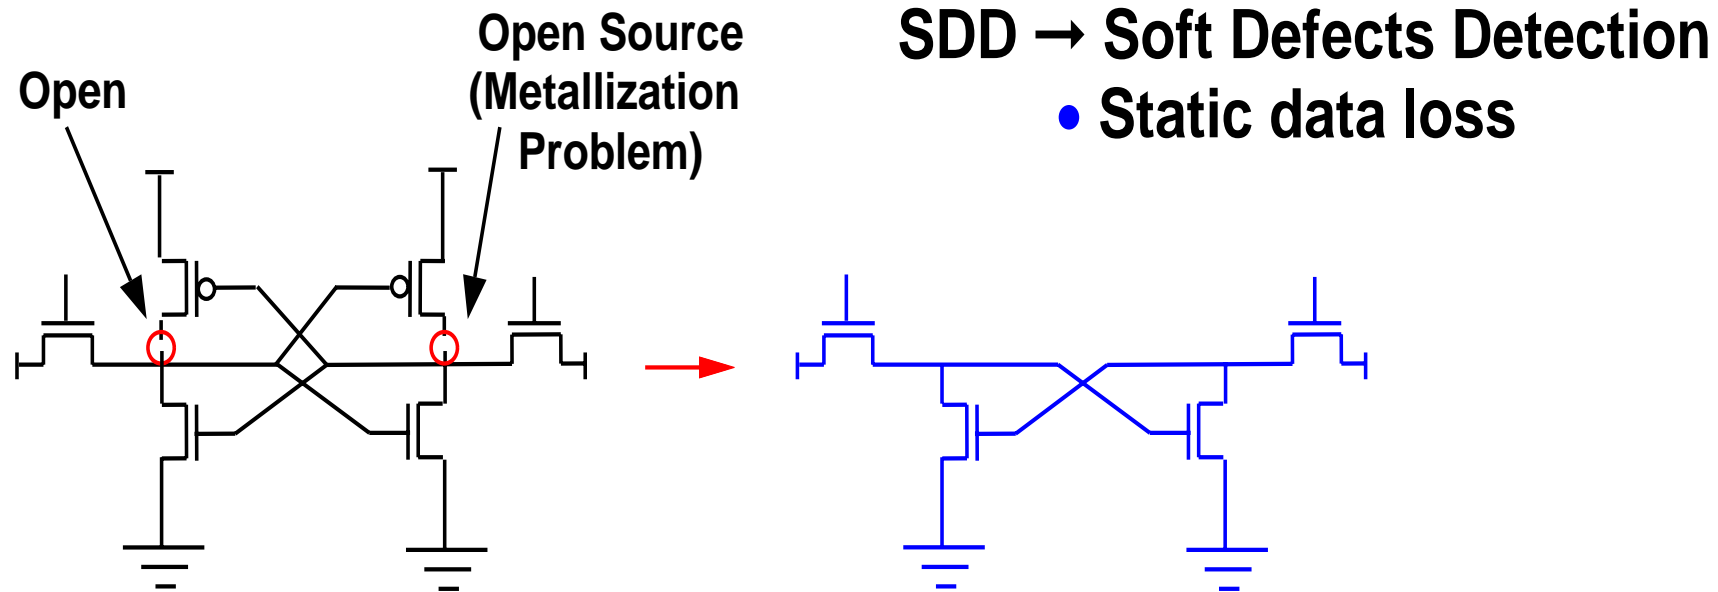 Open Source
(Metallization
Problem)
Open
SDD → Soft Defects Detection
• Static data loss